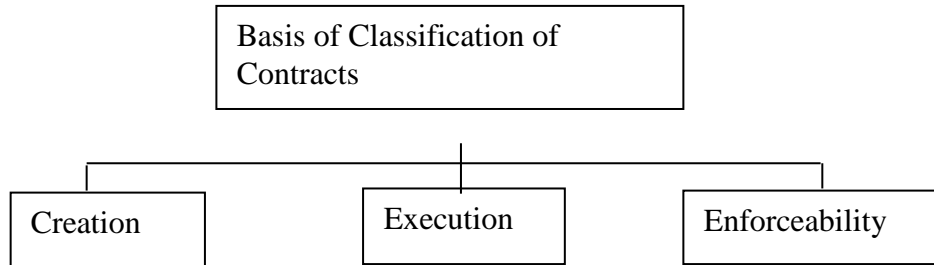 Basis of Classification of
Contracts
Creation
Execution
Enforceability